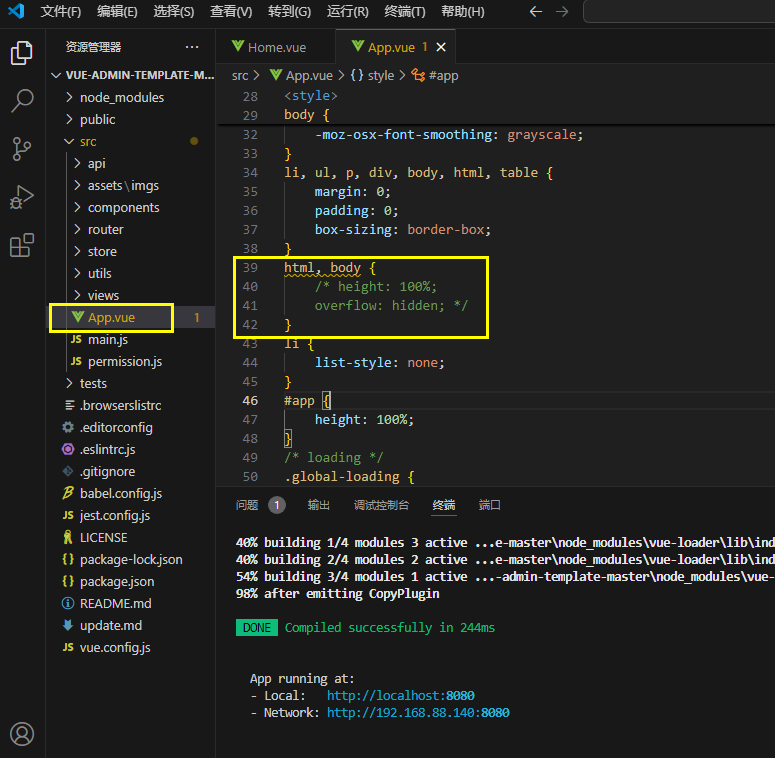 文件(F) 编辑(E) 选择(S) 查看(V) 转到(G) 运行(R) 终端(T) 帮助(H)
资源管理器 ···
VUE-ADMIN-TEMPLATE-M...
node_modules
public
src
api
assets\imgs
components
router
store
utils
views
App.vue 1
JS main.js
JS permission.js
tests
.browserslistrc
.editorconfig
.eslintrc.js
.gitignore
babel.config.js
JS jest.config.js
LICENSE
{} package-lock.json
{} package.json
README.md
update.md
JS vue.config.js
Home.vue App.vue 1
src > App.vue > {} style > #app
28 <style>
29 body {
32 -moz-osx-font-smoothing: grayscale;
33 }
34 li, ul, p, div, body, html, table {
35 margin: 0;
36 padding: 0;
37 box-sizing: border-box;
38 }
39 html, body {
40 /* height: 100%;
41 overflow: hidden; */
42 }
43 li {
44 list-style: none;
45 }
46 #app {
47 height: 100%;
48 }
49 /* loading */
50 .global-loading {
问题 1 输出 调试控制台 终端 端口
40% building 1/4 modules 3 active ...e-master\node_modules\vue-loader\lib\ind
40% building 2/4 modules 2 active ...e-master\node_modules\vue-loader\lib\ind
54% building 3/4 modules 1 active ...-admin-template-master\node_modules\vue-
98% after emitting CopyPlugin
DONE Compiled successfully in 244ms
App running at:
- Local: http://localhost:8080
- Network: http://192.168.88.140:8080